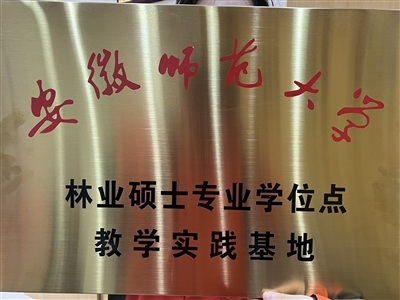 安徽师范大学
林业硕士专业学位点
教学实践基地